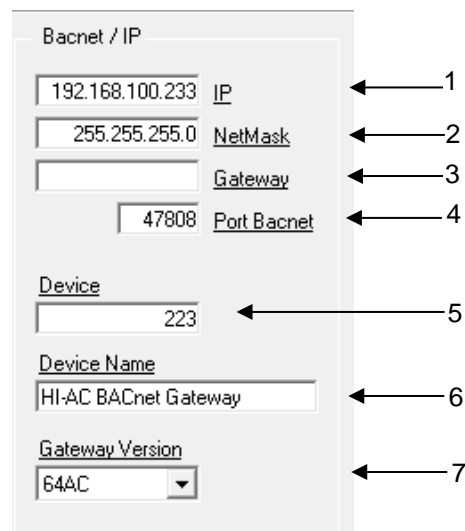 Bacnet / IP
192.168.100.233 IP 1
255.255.255.0 NetMask 2
Gateway 3
47808 Port Bacnet 4
Device
223 5
Device Name
HI-AC BACnet Gateway 6
Gateway Version
64AC 7